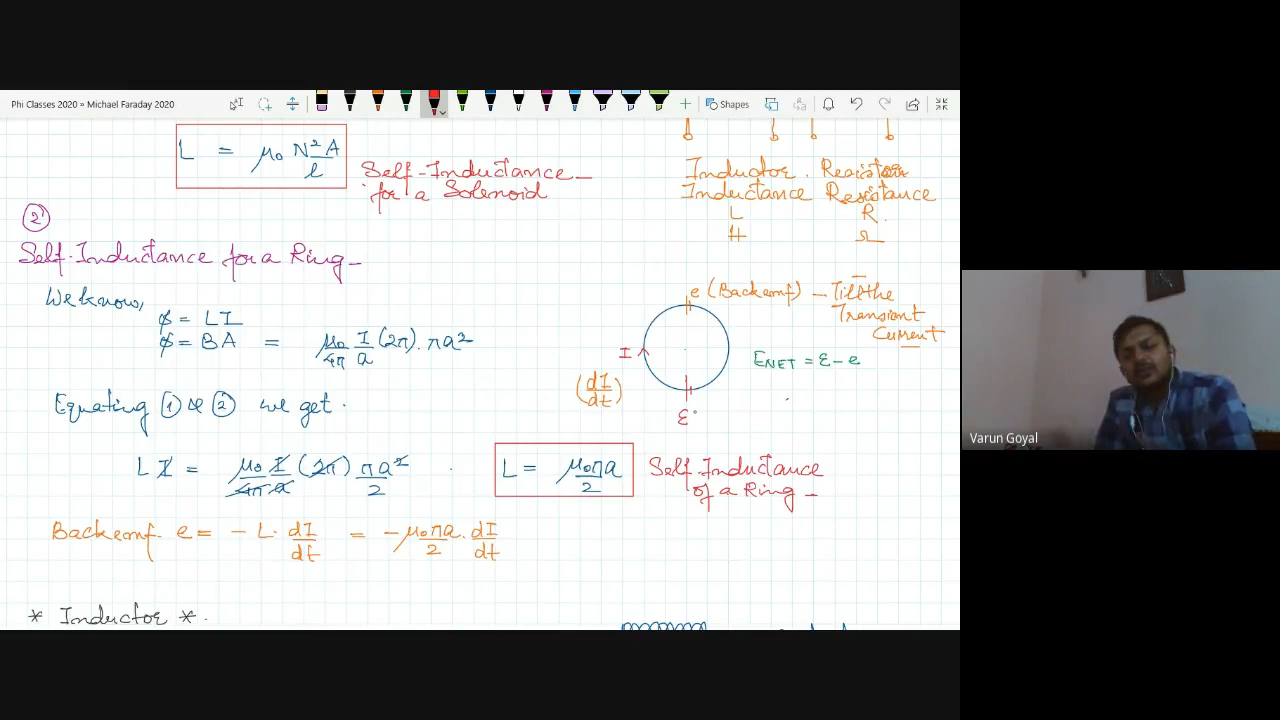 Phi Classes 2020 » Michael Faraday 2020
Shapes
L = μ₀ N²A/l
Self-Inductance
for a Solenoid
Inductor . Resistor
Inductance Resistance
L R
H Ω
2
Self-Inductance for a Ring
We know,
φ = LI
φ = BA = μ₀/4π I/a (2π) . πa²
e (Back emf) – Till the
Transient
Current
I
(dI/dt)
ε
E_NET = ε – e
Equating ① & ② we get .
LI = μ₀ I/4π a (2π) πa²/2
L = μ₀πa/2
Self Inductance
of a Ring
Back emf. e = – L . dI/dt = – μ₀πa/2 . dI/dt
* Inductor *
Varun Goyal